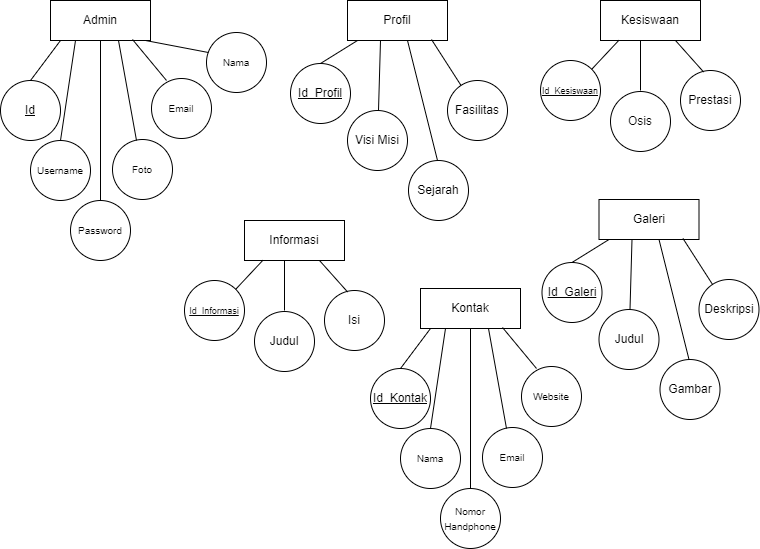 Admin
Id
Username
Password
Foto
Email
Nama
Profil
Id_Profil
Visi Misi
Sejarah
Fasilitas
Kesiswaan
Id_Kesiswaan
Osis
Prestasi
Informasi
Id_Informasi
Judul
Isi
Kontak
Id_Kontak
Nama
Nomor
Handphone
Email
Website
Galeri
Id_Galeri
Judul
Gambar
Deskripsi